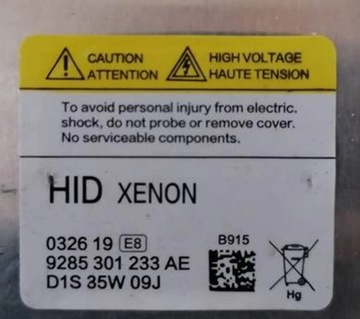 CAUTION
ATTENTION
HIGH VOLTAGE
HAUTE TENSION
To avoid personal injury from electric.
shock, do not probe or remove cover.
No serviceable components.
HID XENON
0326 19 E8
9285 301 233 AE
D1S 35W 09J
B915
Hg